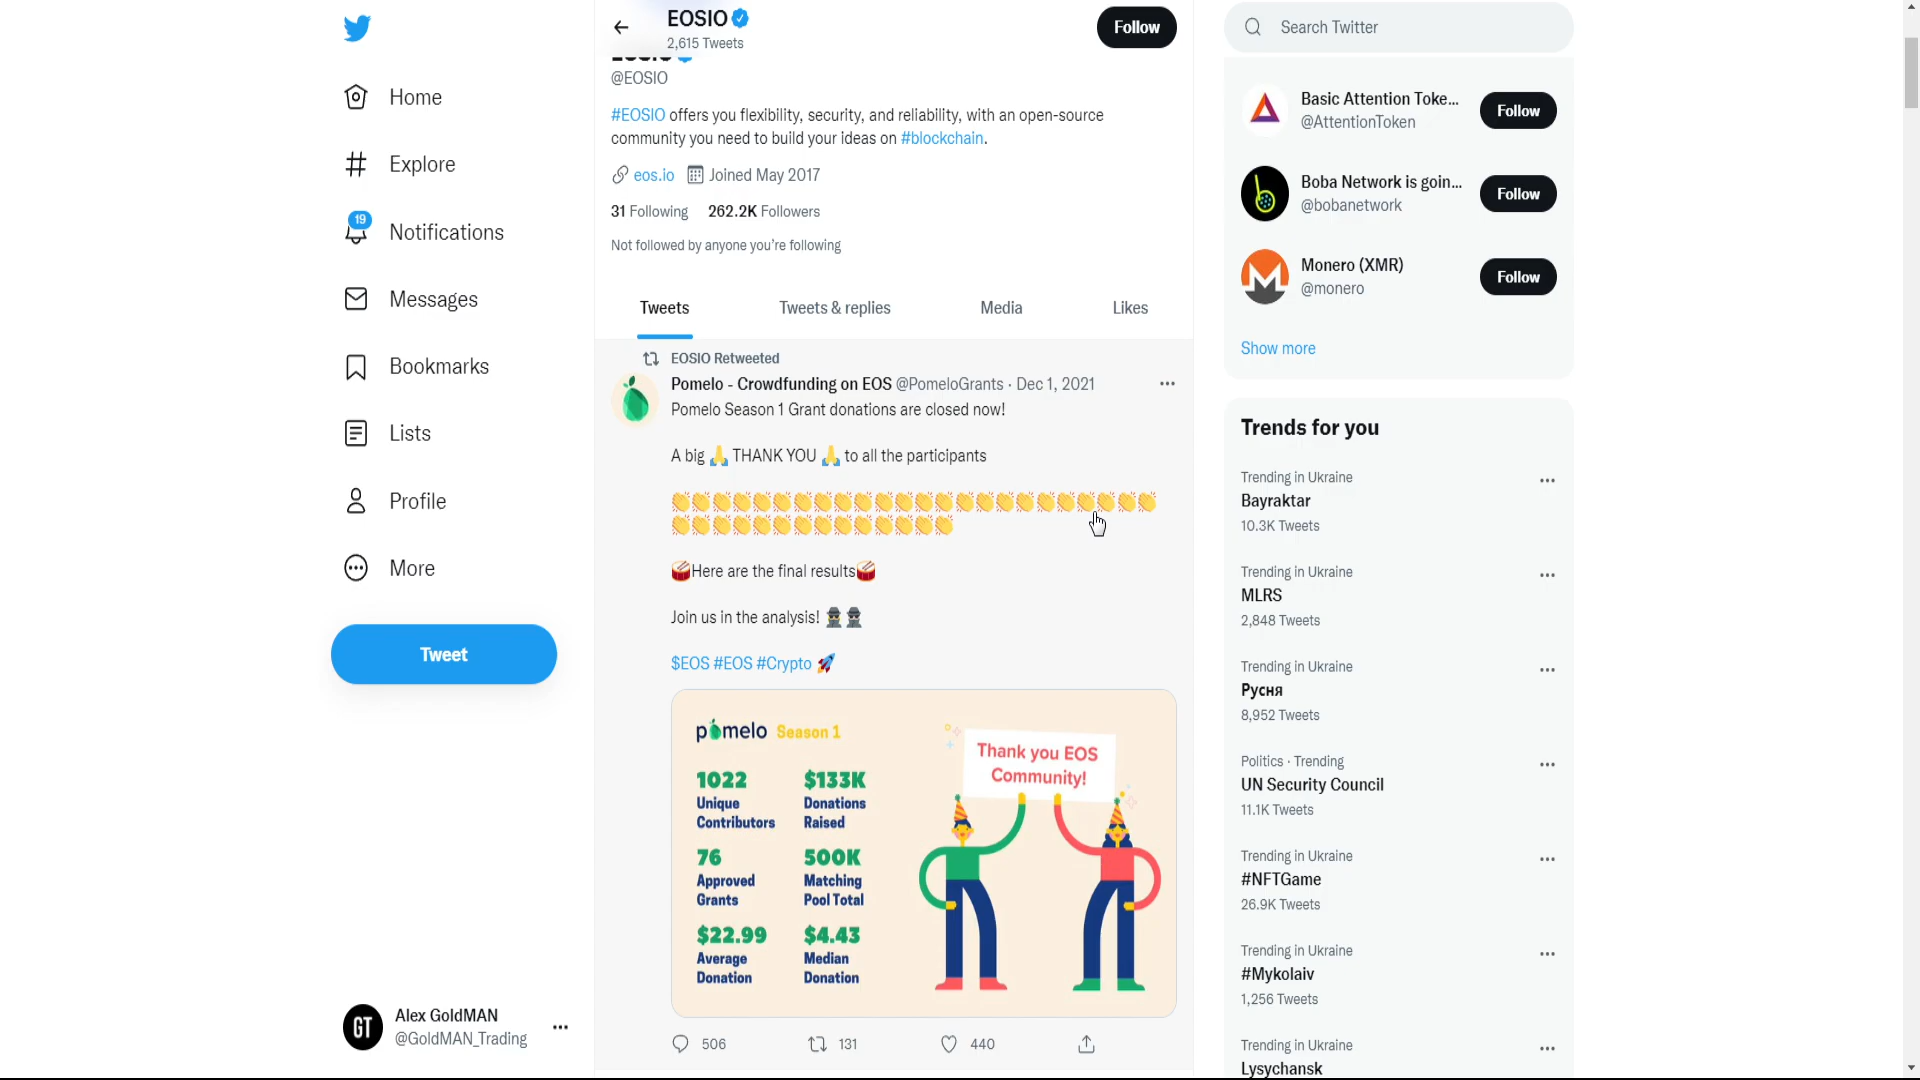 Home
Explore
19
Notifications
Messages
Bookmarks
Lists
Profile
More
Tweet
GT
Alex GoldMAN
@GoldMAN_Trading
EOSIO
2,615 Tweets
Follow
EOSIO
@EOSIO
#EOSIO offers you flexibility, security, and reliability, with an open-source
community you need to build your ideas on #blockchain.
eos.io Joined May 2017
31 Following 262.2K Followers
Not followed by anyone you're following
Tweets Tweets & replies Media Likes
EOSIO Retweeted
Pomelo - Crowdfunding on EOS @PomeloGrants · Dec 1, 2021
Pomelo Season 1 Grant donations are closed now!
A big 🙏 THANK YOU 🙏 to all the participants
🥁Here are the final results🥁
Join us in the analysis!
$EOS #EOS #Crypto 🚀
pomelo Season 1
1022
Unique
Contributors
$133K
Donations
Raised
76
Approved
Grants
500K
Matching
Pool Total
$22.99
Average
Donation
$4.43
Median
Donation
Thank you EOS
Community!
506 131 440
Search Twitter
Basic Attention Toke...
@AttentionToken
Follow
Boba Network is goin...
@bobanetwork
Follow
Monero (XMR)
@monero
Follow
Show more
Trends for you
Trending in Ukraine
Bayraktar
10.3K Tweets
Trending in Ukraine
MLRS
2,848 Tweets
Trending in Ukraine
Русня
8,952 Tweets
Politics · Trending
UN Security Council
11.1K Tweets
Trending in Ukraine
#NFTGame
26.9K Tweets
Trending in Ukraine
#Mykolaiv
1,256 Tweets
Trending in Ukraine
Lysychansk